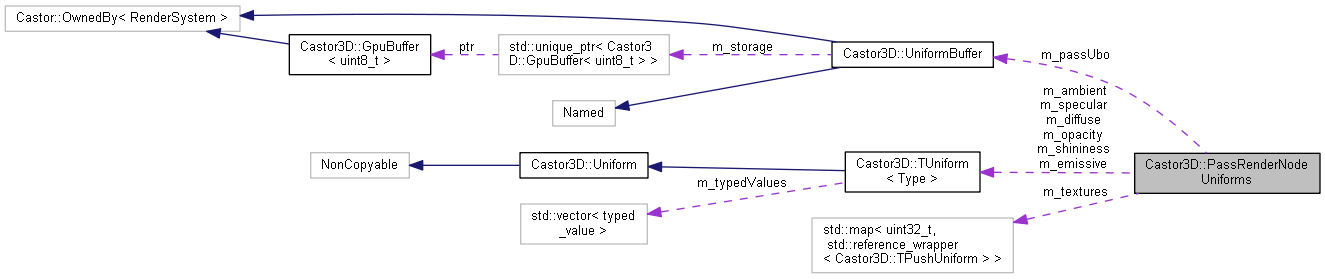 Castor::OwnedBy< RenderSystem >
Castor3D::GpuBuffer
< uint8_t >
ptr
std::unique_ptr< Castor3
D::GpuBuffer< uint8_t > >
m_storage
Castor3D::UniformBuffer
m_passUbo
Named
m_ambient
m_specular
m_diffuse
m_opacity
m_shininess
m_emissive
NonCopyable
Castor3D::Uniform
Castor3D::TUniform
< Type >
Castor3D::PassRenderNode
Uniforms
m_typedValues
m_textures
std::vector< typed
_value >
std::map< uint32_t,
std::reference_wrapper
< Castor3D::TPushUniform > >